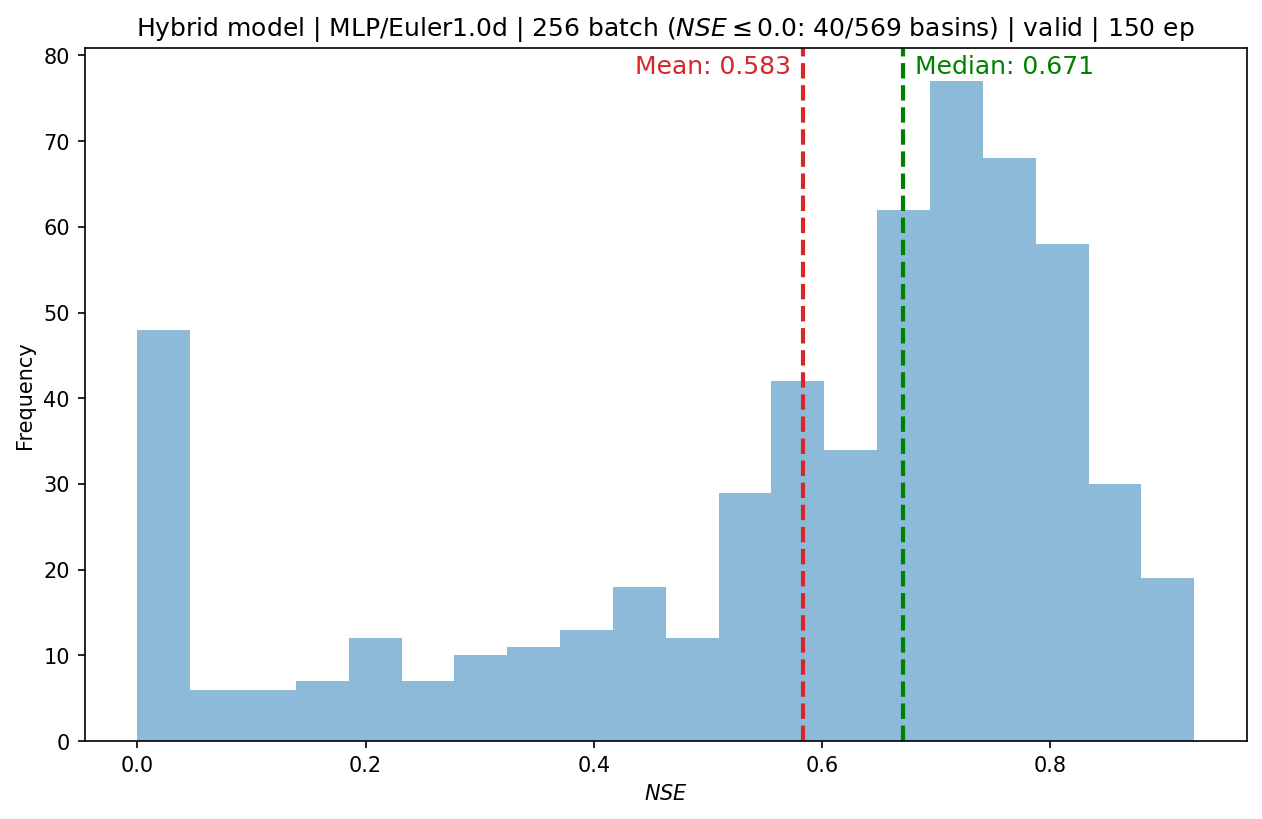 Hybrid model | MLP/Euler1.0d | 256 batch (NSE ≤ 0.0: 40/569 basins) | valid | 150 ep
Mean: 0.583
Median: 0.671
80
70
60
50
40
30
20
10
0
Frequency
0.0 0.2 0.4 0.6 0.8
NSE